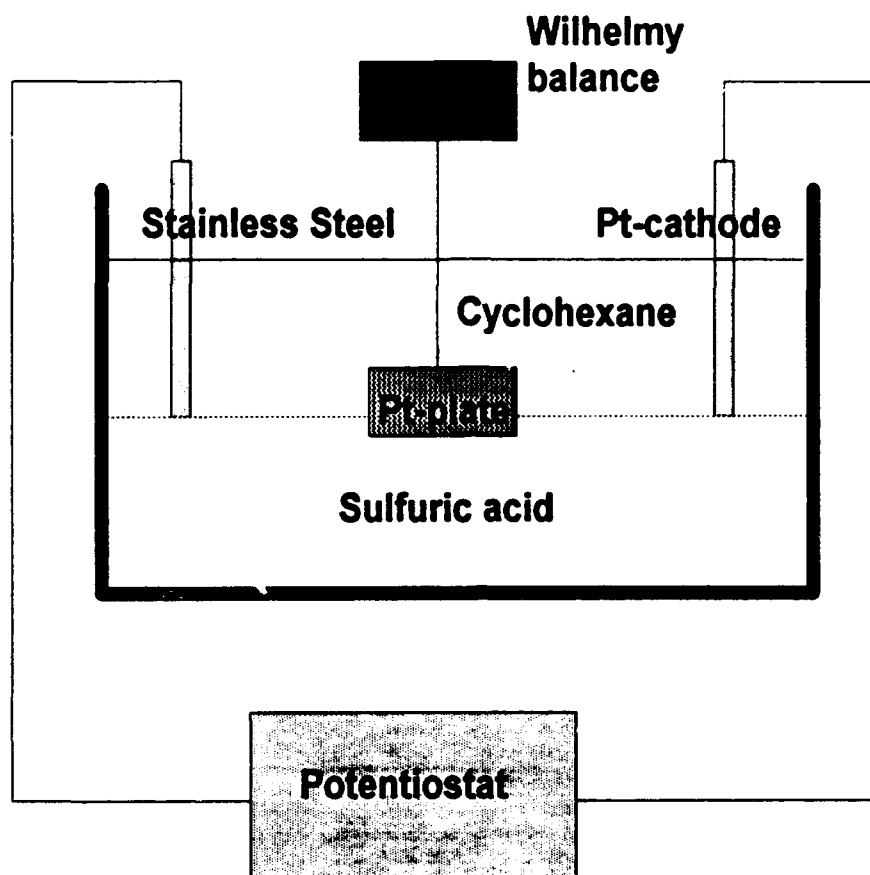 Wilhelmy
balance
Stainless Steel
Pt-cathode
Cyclohexane
Pt-plate
Sulfuric acid
Potentiostat